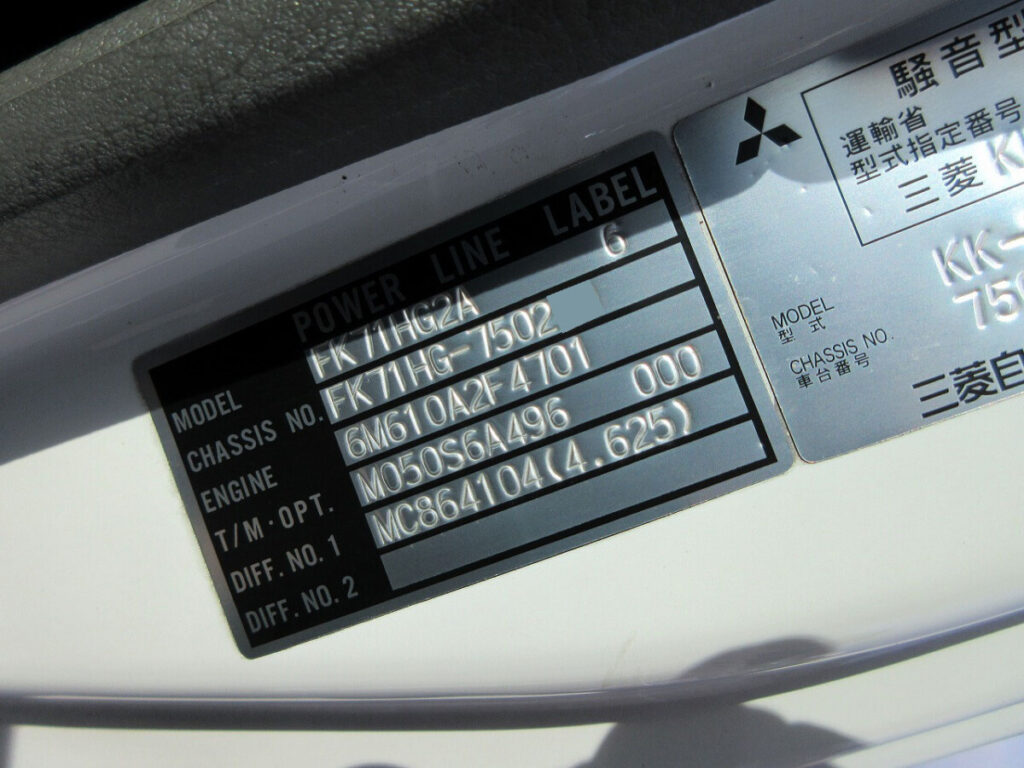 POWER LINE LABEL
MODEL FK71HG2A 6
CHASSIS NO. FK71HG-7502
ENGINE 6M610A2F4701
T/M·OPT. M050S6A496 000
DIFF. NO. 1 MC864104(4.625)
DIFF. NO. 2
騒音型
運輸省
型式指定番号
三菱
KK-
MODEL
型式
750
CHASSIS NO.
車台番号
三菱自